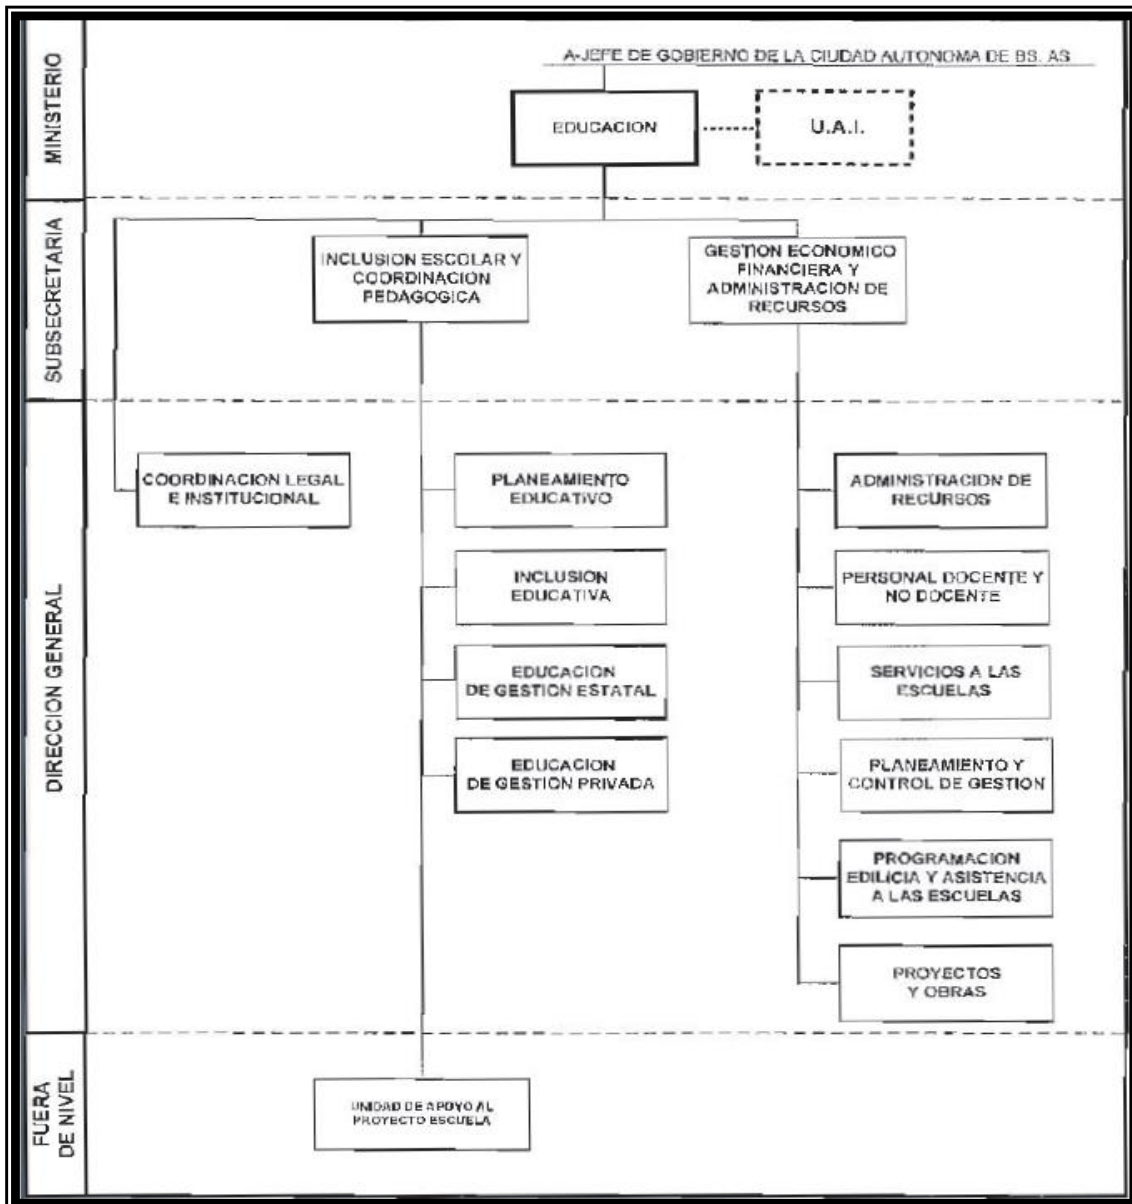 A-JEFE DE GOBIERNO DE LA CIUDAD AUTONOMA DE BS. AS
MINISTERIO
EDUCACION
U.A.I.
SUBSECRETARIA
INCLUSION ESCOLAR Y
COORDINACION
PEDAGOGICA
GESTION ECONOMICO
FINANCIERA Y
ADMINISTRACION DE
RECURSOS
DIRECCION GENERAL
COORDINACION LEGAL
E INSTITUCIONAL
PLANEAMIENTO
EDUCATIVO
INCLUSION
EDUCATIVA
EDUCACION
DE GESTION ESTATAL
EDUCACION
DE GESTION PRIVADA
ADMINISTRACION DE
RECURSOS
PERSONAL DOCENTE Y
NO DOCENTE
SERVICIOS A LAS
ESCUELAS
PLANEAMIENTO Y
CONTROL DE GESTION
PROGRAMACION
EDILICIA Y ASISTENCIA
A LAS ESCUELAS
PROYECTOS
Y OBRAS
FUERA
DE NIVEL
UNIDAD DE APOYO AL
PROYECTO ESCUELA